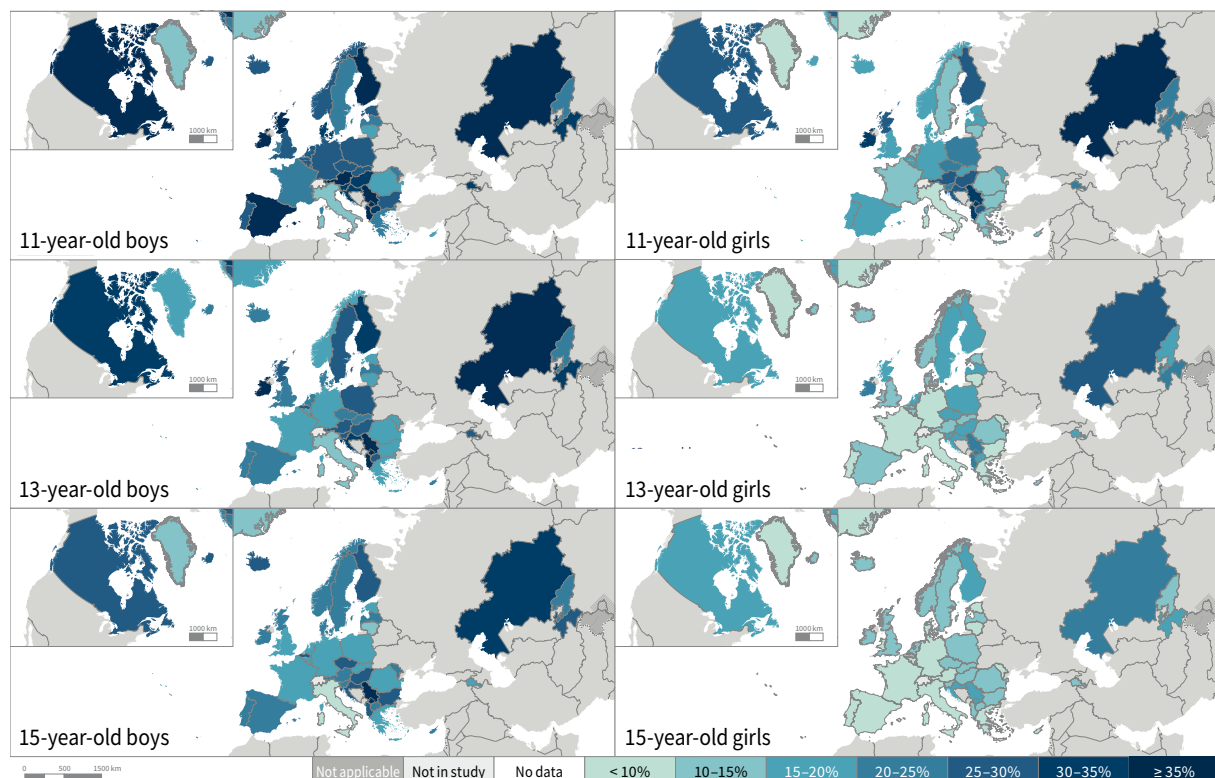 1000 km
1000 km
11-year-old boys
11-year-old girls
1000 km
1000 km
13-year-old boys
13-year-old girls
1000 km
1000 km
15-year-old boys
15-year-old girls
0 500 1500 km
Not applicable Not in study No data < 10% 10–15% 15–20% 20–25% 25–30% 30–35% ≥ 35%